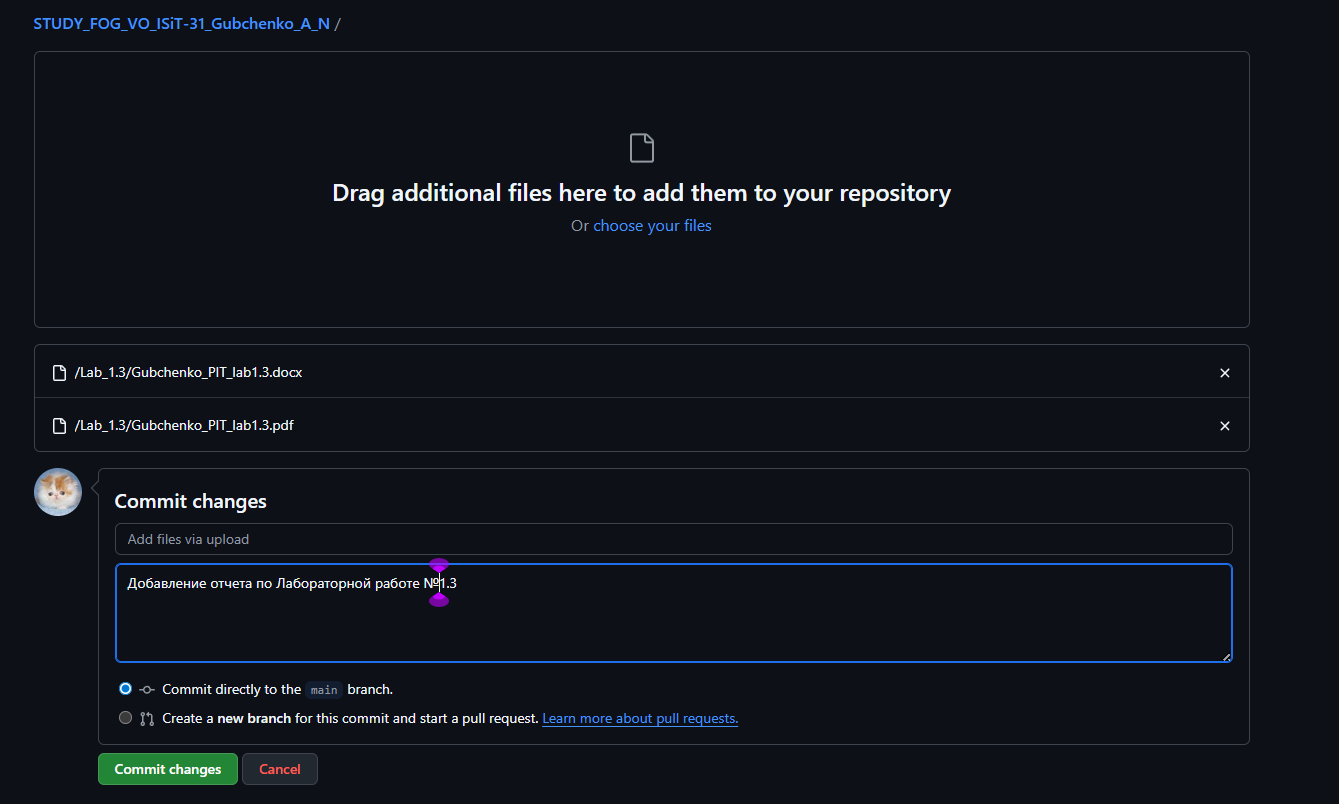 STUDY_FOG_VO_ISiT-31_Gubchenko_A_N /
Drag additional files here to add them to your repository
Or choose your files
/Lab_1.3/Gubchenko_PIT_lab1.3.docx
/Lab_1.3/Gubchenko_PIT_lab1.3.pdf
Commit changes
Add files via upload
Добавление отчета по Лабораторной работе №1.3
Commit directly to the main branch.
Create a new branch for this commit and start a pull request. Learn more about pull requests.
Commit changes Cancel